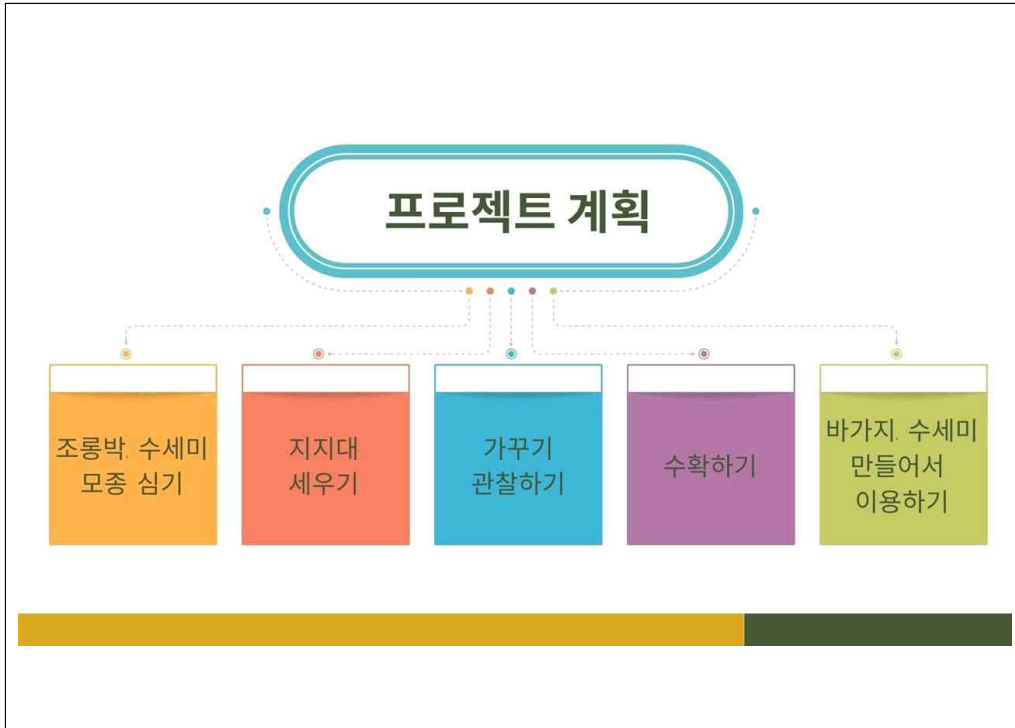 프로젝트 계획
조롱박, 수세미
모종 심기
지지대
세우기
가꾸기
관찰하기
수확하기
바가지, 수세미
만들어서
이용하기